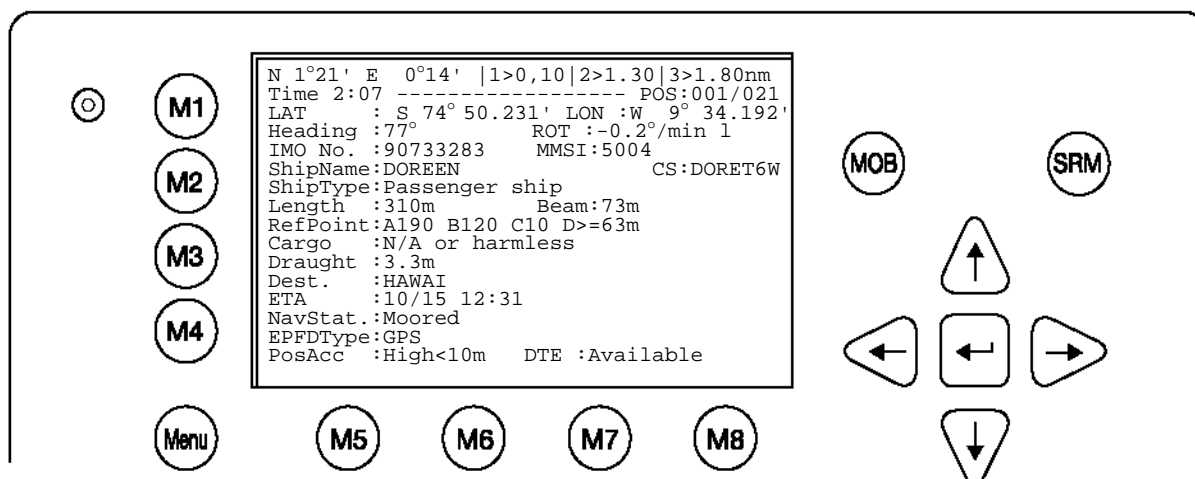 N 1°21' E  0°14' |1>0,10|2>1.30|3>1.80nm
Time 2:07 ------------------ POS:001/021
LAT     : S 74° 50.231' LON :W  9° 34.192'
Heading :77°        ROT :-0.2°/min l
IMO No. :90733283   MMSI:5004
ShipName:DOREEN            CS:DORET6W
ShipType:Passenger ship
Length  :310m       Beam:73m
RefPoint:A190 B120 C10 D>=63m
Cargo   :N/A or harmless
Draught :3.3m
Dest.   :HAWAI
ETA     :10/15 12:31
NavStat.:Moored
EPFDType:GPS
PosAcc  :High<10m   DTE :Available
M1
M2
M3
M4
Menu
M5
M6
M7
M8
MOB
SRM